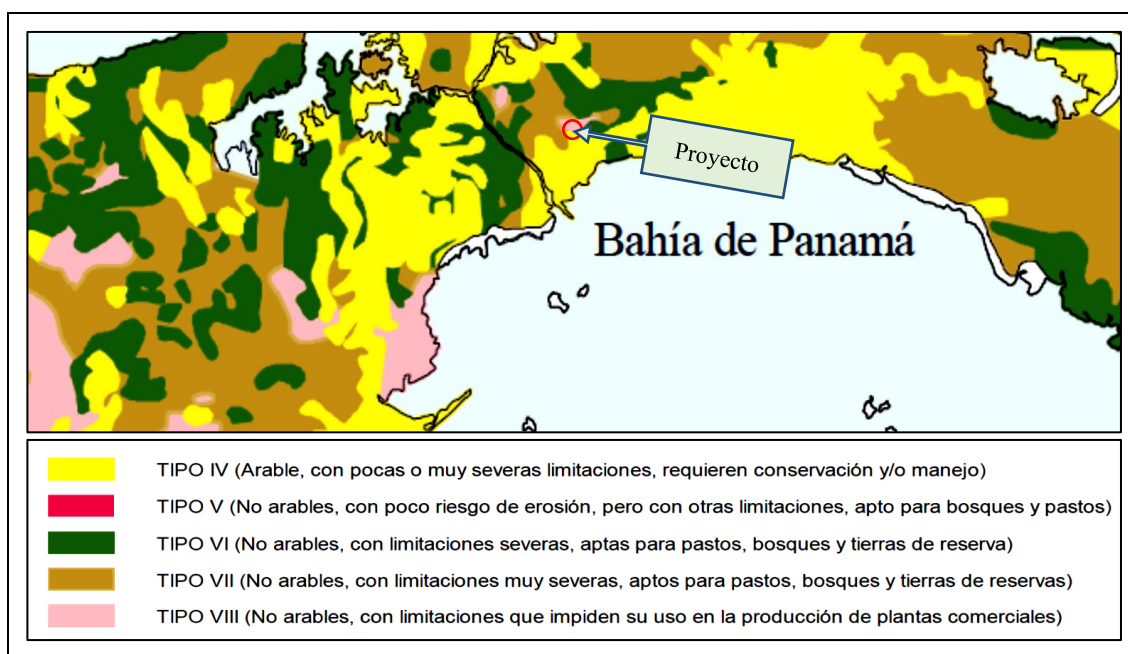 Proyecto
Bahía de Panamá
TIPO IV (Arable, con pocas o muy severas limitaciones, requieren conservación y/o manejo)
TIPO V (No arables, con poco riesgo de erosión, pero con otras limitaciones, apto para bosques y pastos)
TIPO VI (No arables, con limitaciones severas, aptas para pastos, bosques y tierras de reserva)
TIPO VII (No arables, con limitaciones muy severas, aptos para pastos, bosques y tierras de reservas)
TIPO VIII (No arables, con limitaciones que impiden su uso en la producción de plantas comerciales)